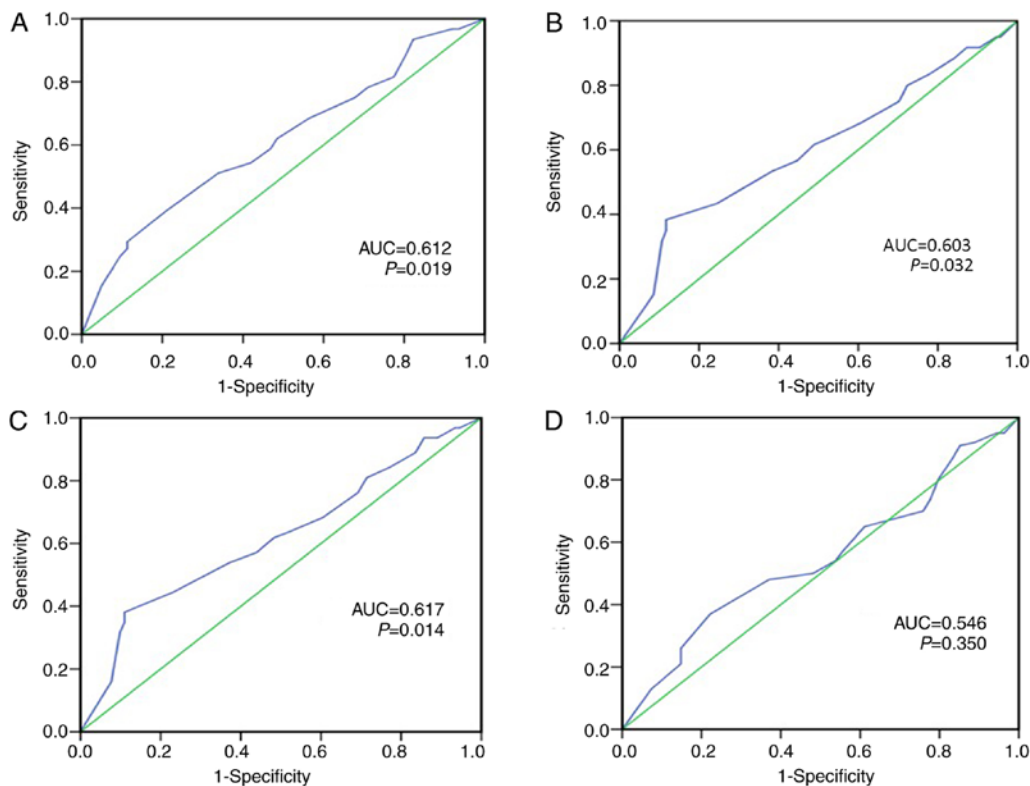 A
1.0
0.8
0.6
0.4
0.2
0.0
Sensitivity
AUC=0.612
P=0.019
0.0 0.2 0.4 0.6 0.8 1.0
1-Specificity
B
1.0
0.8
0.6
0.4
0.2
0.0
Sensitivity
AUC=0.603
P=0.032
0.0 0.2 0.4 0.6 0.8 1.0
1-Specificity
C
1.0
0.8
0.6
0.4
0.2
0.0
Sensitivity
AUC=0.617
P=0.014
0.0 0.2 0.4 0.6 0.8 1.0
1-Specificity
D
1.0
0.8
0.6
0.4
0.2
0.0
Sensitivity
AUC=0.546
P=0.350
0.0 0.2 0.4 0.6 0.8 1.0
1-Specificity